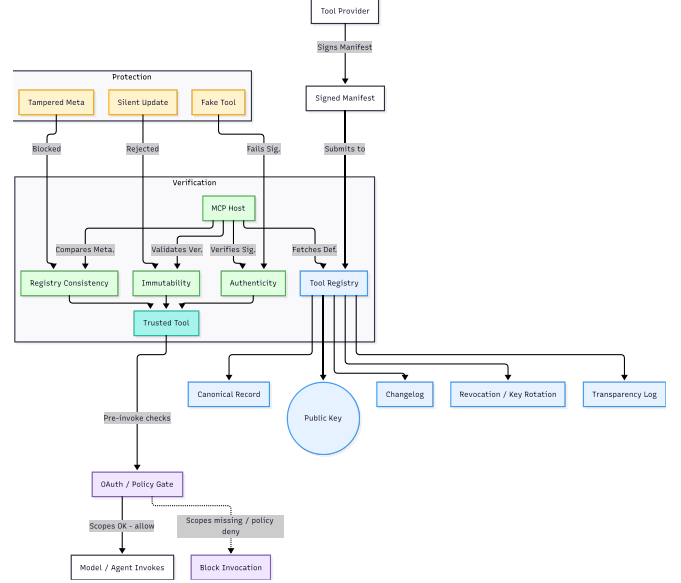 Tool Provider
Signs Manifest
Protection
Tampered Meta
Silent Update
Fake Tool
Signed Manifest
Blocked
Rejected
Fails Sig.
Submits to
Verification
MCP Host
Compares Meta.
Validates Ver.
Verifies Sig.
Fetches Def.
Registry Consistency
Immutability
Authenticity
Tool Registry
Trusted Tool
Canonical Record
Public Key
Changelog
Revocation / Key Rotation
Transparency Log
Pre-invoke checks
OAuth / Policy Gate
Scopes OK - allow
Scopes missing / policy
deny
Model / Agent Invokes
Block Invocation